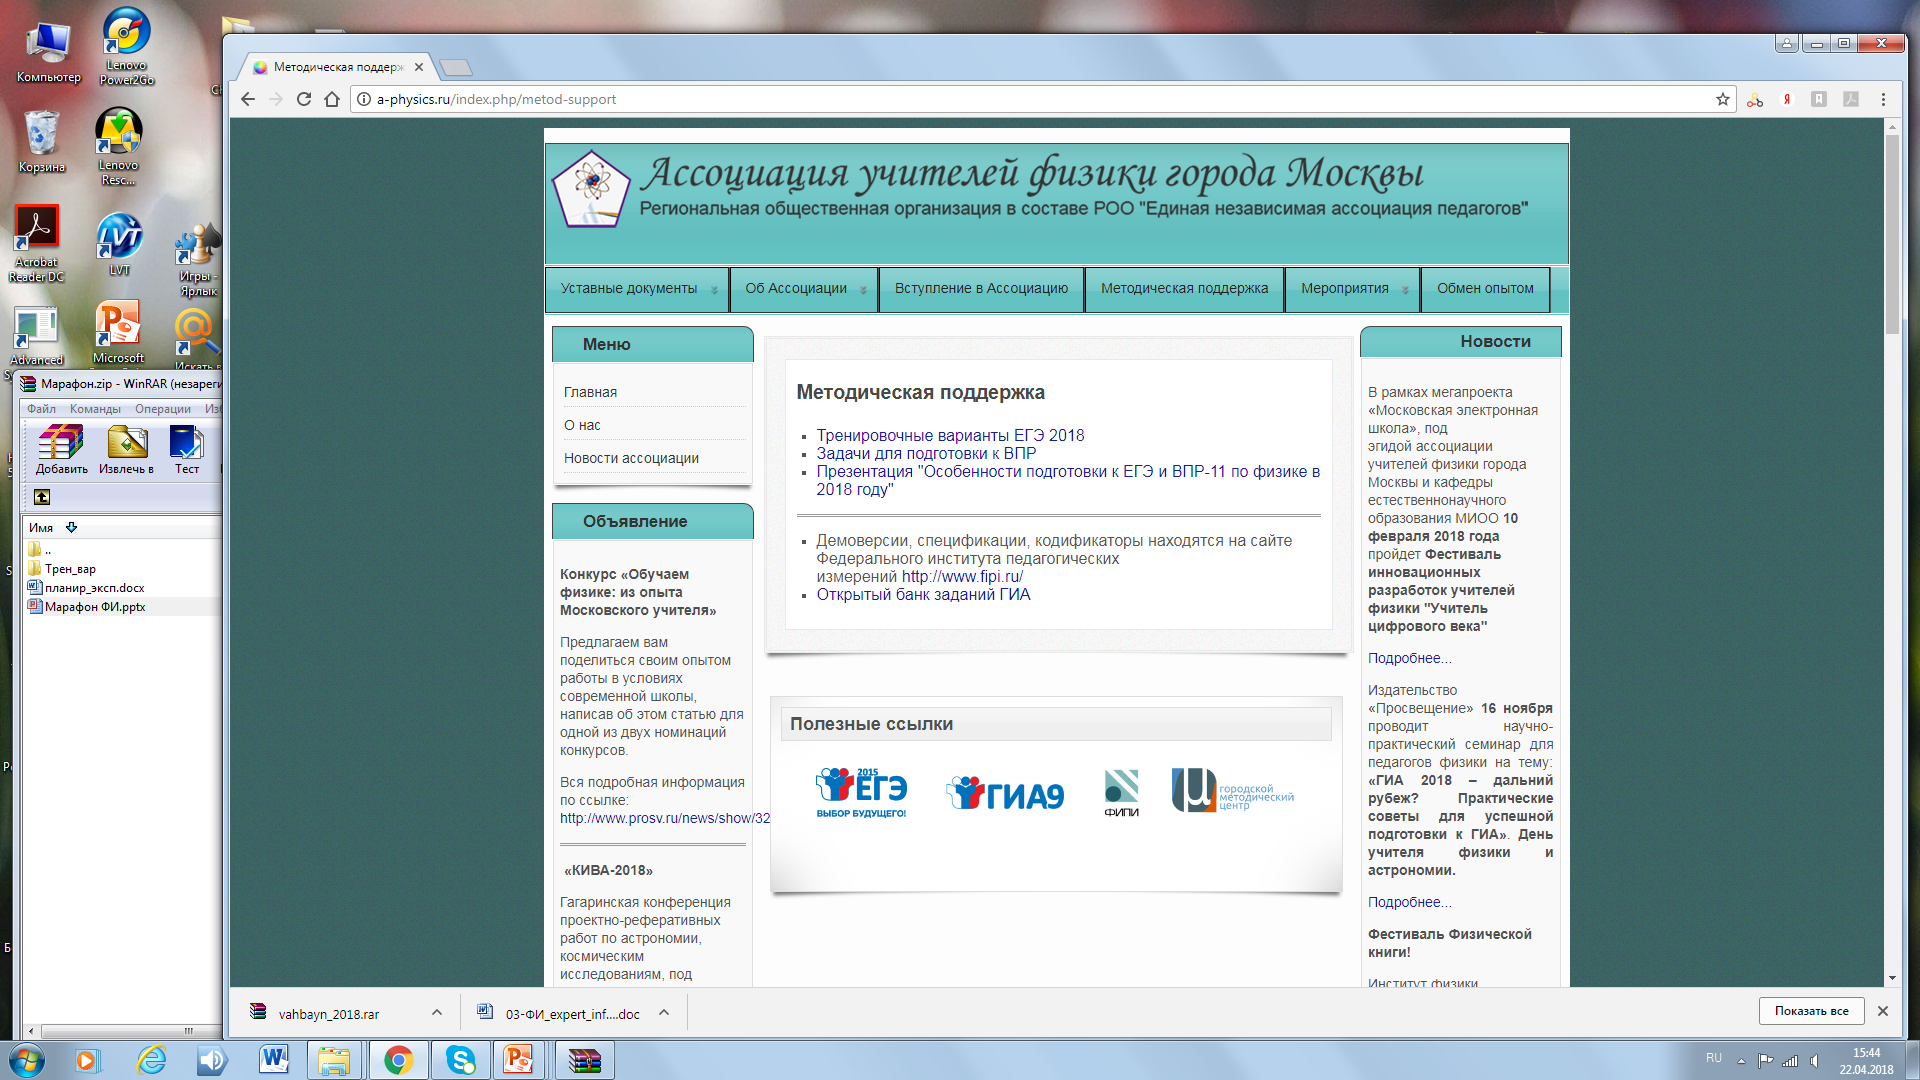 Компьютер
Lenovo
Power2Go
Корзина
Lenovo
Resc...
Acrobat
Reader DC
LVT
Игры -
Ярлык
Advanced
Microsoft
Искать в
Марафон.zip - WinRAR (незареги
Файл Команды Операции Изб
Добавить Извлечь в Тест
Имя
..
Трен_вар
планир_эксп.docx
Марафон ФИ.pptx
Методическая поддерж
a-physics.ru/index.php/metod-support
Ассоциация учителей физики города Москвы
Региональная общественная организация в составе РОО "Единая независимая ассоциация педагогов"
Уставные документы Об Ассоциации Вступление в Ассоциацию Методическая поддержка Мероприятия Обмен опытом
Меню
Главная
О нас
Новости ассоциации
Объявление
Конкурс «Обучаем
физике: из опыта
Московского учителя»
Предлагаем вам
поделиться своим опытом
работы в условиях
современной школы,
написав об этом статью для
одной из двух номинаций
конкурсов.
Вся подробная информация
по ссылке:
http://www.prosv.ru/news/show/32
«КИВА-2018»
Гагаринская конференция
проектно-реферативных
работ по астрономии,
космическим
исследованиям, под
Методическая поддержка
Тренировочные варианты ЕГЭ 2018
Задачи для подготовки к ВПР
Презентация "Особенности подготовки к ЕГЭ и ВПР-11 по физике в
2018 году"
Демоверсии, спецификации, кодификаторы находятся на сайте
Федерального института педагогических
измерений http://www.fipi.ru/
Открытый банк заданий ГИА
Полезные ссылки
2015
ЕГЭ
ВЫБОР БУДУЩЕГО!
ГИА9
ФИПИ
городской
методический
центр
Новости
В рамках мегапроекта
«Московская электронная
школа», под
эгидой ассоциации
учителей физики города
Москвы и кафедры
естественнонаучного
образования МИОО 10
февраля 2018 года
пройдет Фестиваль
инновационных
разработок учителей
физики "Учитель
цифрового века"
Подробнее...
Издательство
«Просвещение» 16 ноября
проводит научно-
практический семинар для
педагогов физики на тему:
«ГИА 2018 – дальний
рубеж? Практические
советы для успешной
подготовки к ГИА». День
учителя физики и
астрономии.
Подробнее...
Фестиваль Физической
книги!
Институт физики
vahbayn_2018.rar
03-ФИ_expert_inf....doc
Показать все
RU
15:44
22.04.2018